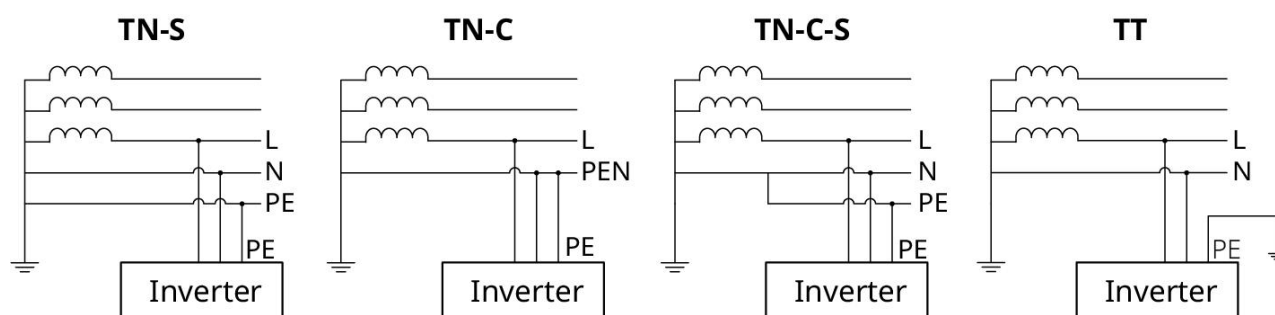 TN-S
TN-C
TN-C-S
TT
L
N
PE
PE
Inverter
L
PEN
PE
Inverter
L
N
PE
PE
Inverter
L
N
PE
Inverter